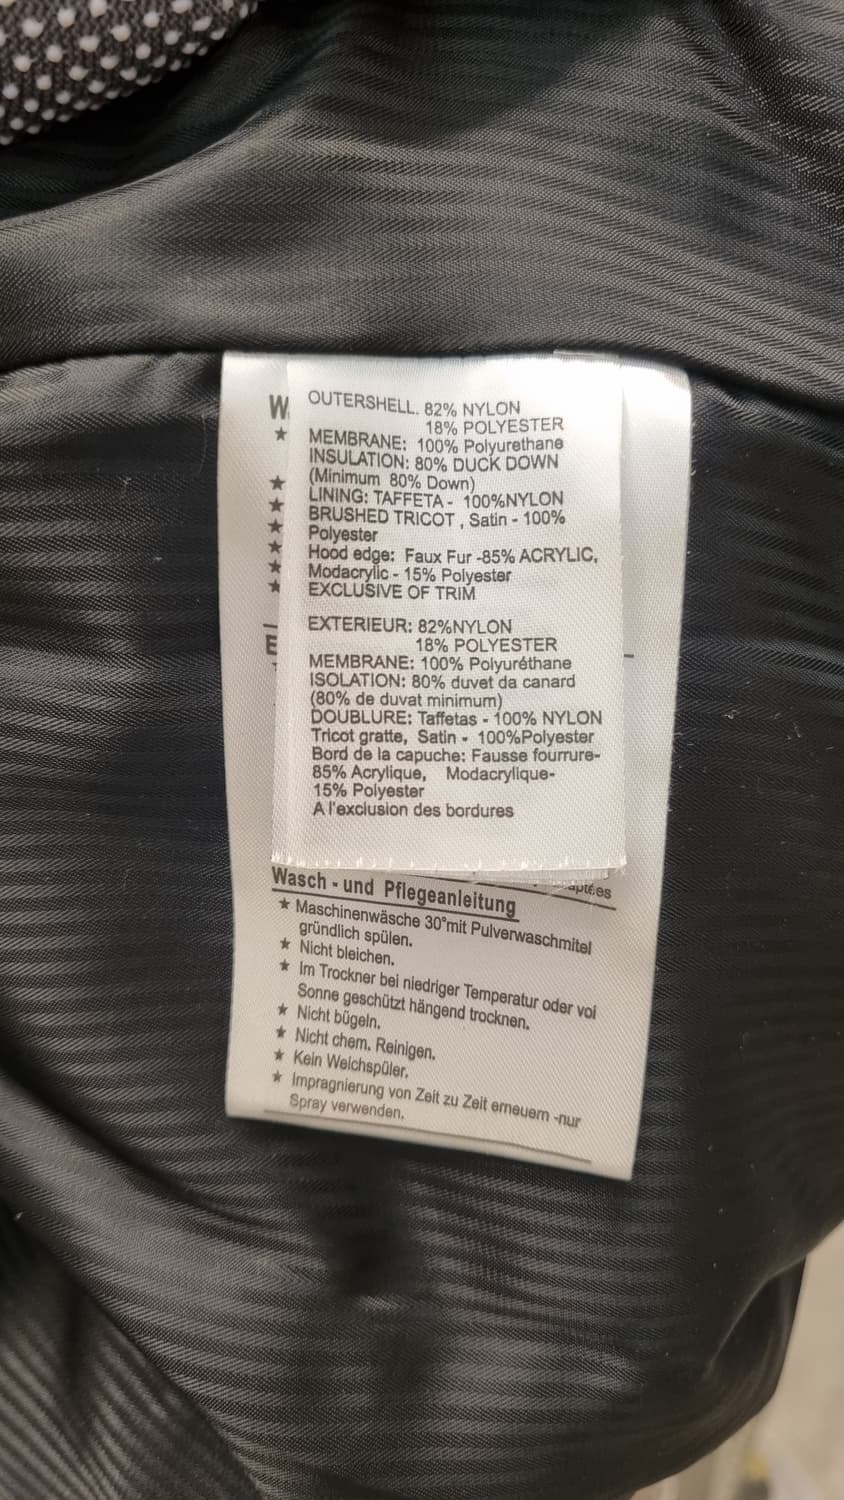 W
OUTERSHELL. 82% NYLON
18% POLYESTER
MEMBRANE: 100% Polyurethane
INSULATION: 80% DUCK DOWN
(Minimum 80% Down)
LINING: TAFFETA - 100%NYLON
BRUSHED TRICOT , Satin - 100%
Polyester
Hood edge: Faux Fur -85% ACRYLIC,
Modacrylic - 15% Polyester
EXCLUSIVE OF TRIM
E
EXTERIEUR: 82%NYLON
18% POLYESTER
MEMBRANE: 100% Polyuréthane
ISOLATION: 80% duvet da canard
(80% de duvat minimum)
DOUBLURE: Taffetas - 100% NYLON
Tricot gratte, Satin - 100%Polyester
Bord de la capuche: Fausse fourrure-
85% Acrylique, Modacrylique-
15% Polyester
A l'exclusion des bordures
aptées
Wasch - und Pflegeanleitung
★ Maschinenwäsche 30°mit Pulverwaschmitel
gründlich spülen.
★ Nicht bleichen.
★ Im Trockner bei niedriger Temperatur oder voi
Sonne geschützt hängend trocknen.
★ Nicht bügeln.
★ Nicht chem. Reinigen.
★ Kein Weichspüler.
★ Impragnierung von Zeit zu Zeit erneuern -nur
Spray verwenden.